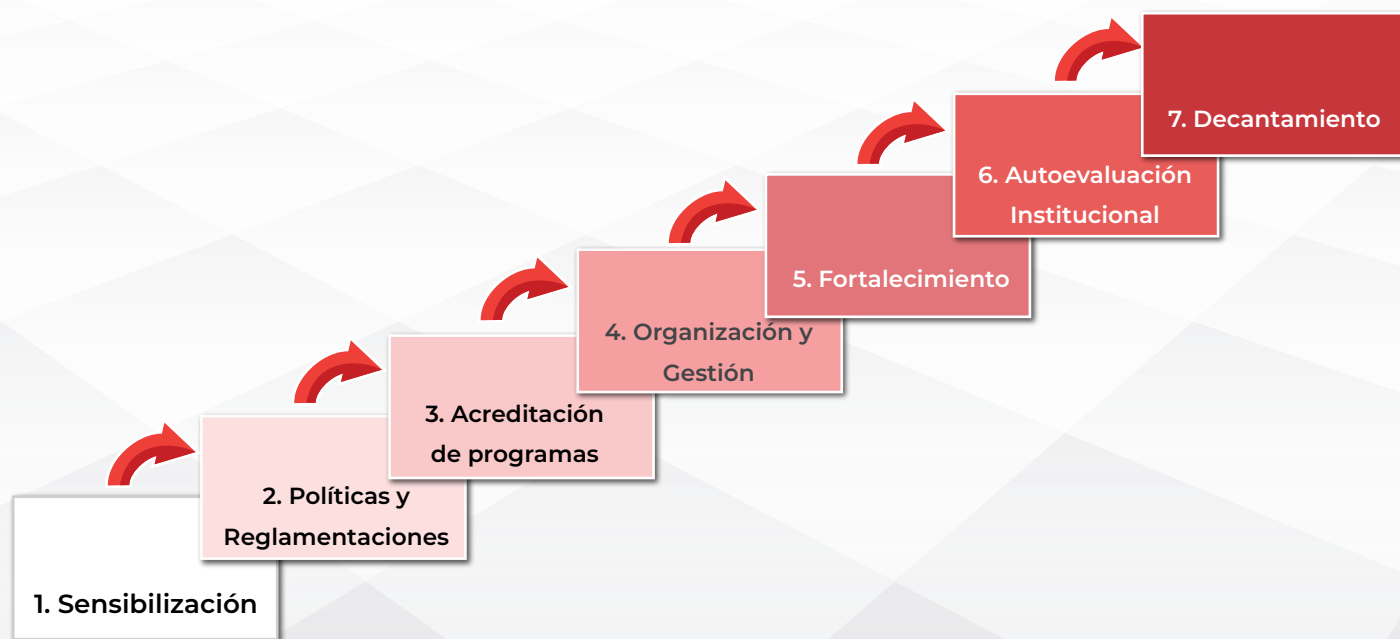 1. Sensibilización
2. Políticas y
Reglamentaciones
3. Acreditación
de programas
4. Organización y
Gestión
5. Fortalecimiento
6. Autoevaluación
Institucional
7. Decantamiento